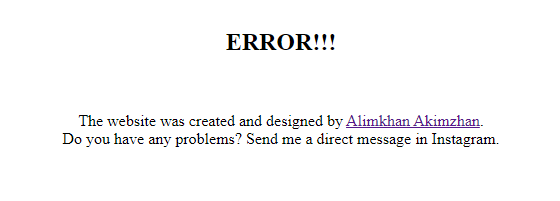 ERROR!!!
The website was created and designed by Alimkhan Akimzhan.
Do you have any problems? Send me a direct message in Instagram.